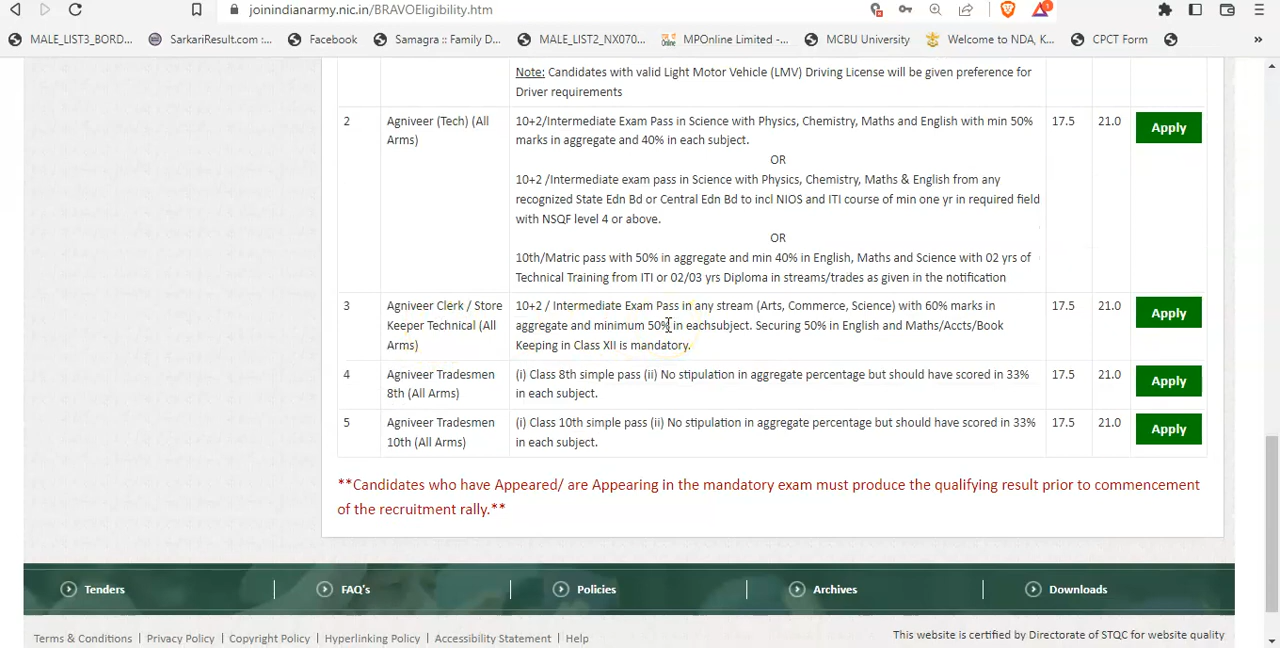 joinindianarmy.nic.in/BRAVOEligibility.htm
1
MALE_LIST3_BORD...
SarkariResult.com :...
Facebook
Samagra :: Family D...
MALE_LIST2_NX070...
MPOnline Limited -...
MCBU University
Welcome to NDA, K...
CPCT Form
»
Note: Candidates with valid Light Motor Vehicle (LMV) Driving License will be given preference for
Driver requirements
2
Agniveer (Tech) (All
Arms)
10+2/Intermediate Exam Pass in Science with Physics, Chemistry, Maths and English with min 50%
marks in aggregate and 40% in each subject.
OR
10+2 /Intermediate exam pass in Science with Physics, Chemistry, Maths & English from any
recognized State Edn Bd or Central Edn Bd to incl NIOS and ITI course of min one yr in required field
with NSQF level 4 or above.
OR
10th/Matric pass with 50% in aggregate and min 40% in English, Maths and Science with 02 yrs of
Technical Training from ITI or 02/03 yrs Diploma in streams/trades as given in the notification
17.5
21.0
Apply
3
Agniveer Clerk / Store
Keeper Technical (All
Arms)
10+2 / Intermediate Exam Pass in any stream (Arts, Commerce, Science) with 60% marks in
aggregate and minimum 50% in eachsubject. Securing 50% in English and Maths/Accts/Book
Keeping in Class XII is mandatory.
17.5
21.0
Apply
4
Agniveer Tradesmen
8th (All Arms)
(i) Class 8th simple pass (ii) No stipulation in aggregate percentage but should have scored in 33%
in each subject.
17.5
21.0
Apply
5
Agniveer Tradesmen
10th (All Arms)
(i) Class 10th simple pass (ii) No stipulation in aggregate percentage but should have scored in 33%
in each subject.
17.5
21.0
Apply
**Candidates who have Appeared/ are Appearing in the mandatory exam must produce the qualifying result prior to commencement
of the recruitment rally.**
Tenders
FAQ's
Policies
Archives
Downloads
Terms & Conditions | Privacy Policy | Copyright Policy | Hyperlinking Policy | Accessibility Statement | Help
This website is certified by Directorate of STQC for website quality